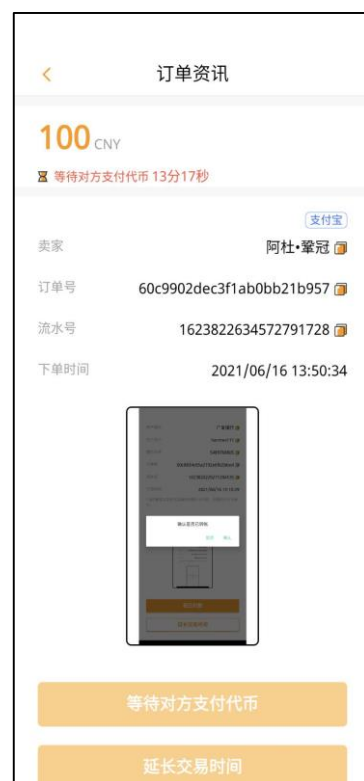 订单资讯
100 CNY
等待对方支付代币 13分17秒
支付宝
卖家 阿杜•鞏冠
订单号 60c9902dec3f1ab0bb21b957
流水号 1623822634572791728
下单时间 2021/06/16 13:50:34
等待对方支付代币
延长交易时间